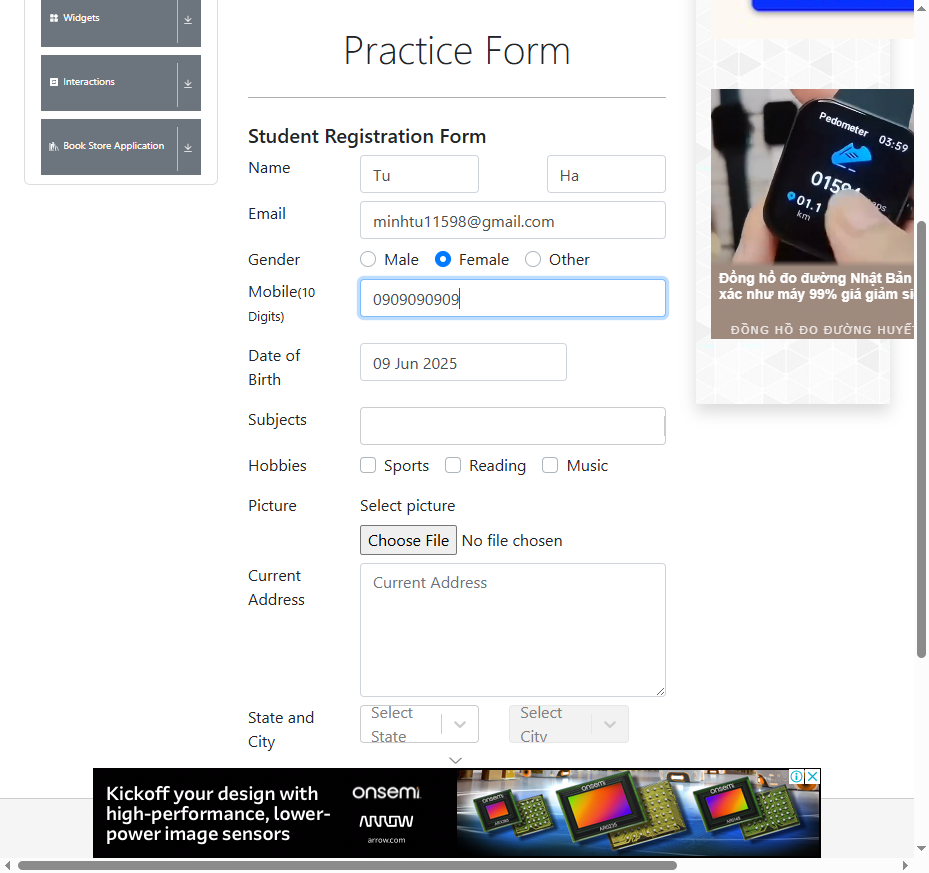 Widgets
Interactions
Book Store Application
Practice Form
Student Registration Form
Name
Tu
Ha
Email
minhtu11598@gmail.com
Gender
Male
Female
Other
Mobile(10 Digits)
0909090909
Date of Birth
09 Jun 2025
Subjects
Hobbies
Sports
Reading
Music
Picture
Select picture
Choose File
No file chosen
Current Address
Current Address
State and City
Select State
Select City
Pedometer
03:59
01.1
km
Đồng hồ đo đường Nhật Bản
xác như máy 99% giá giảm
ĐỒNG HỒ ĐO ĐƯỜNG
Kickoff your design with
high-performance, lower-
power image sensors
onsemi
ARROW
arrow.com
onsemi
onsemi
onsemi
AR0235